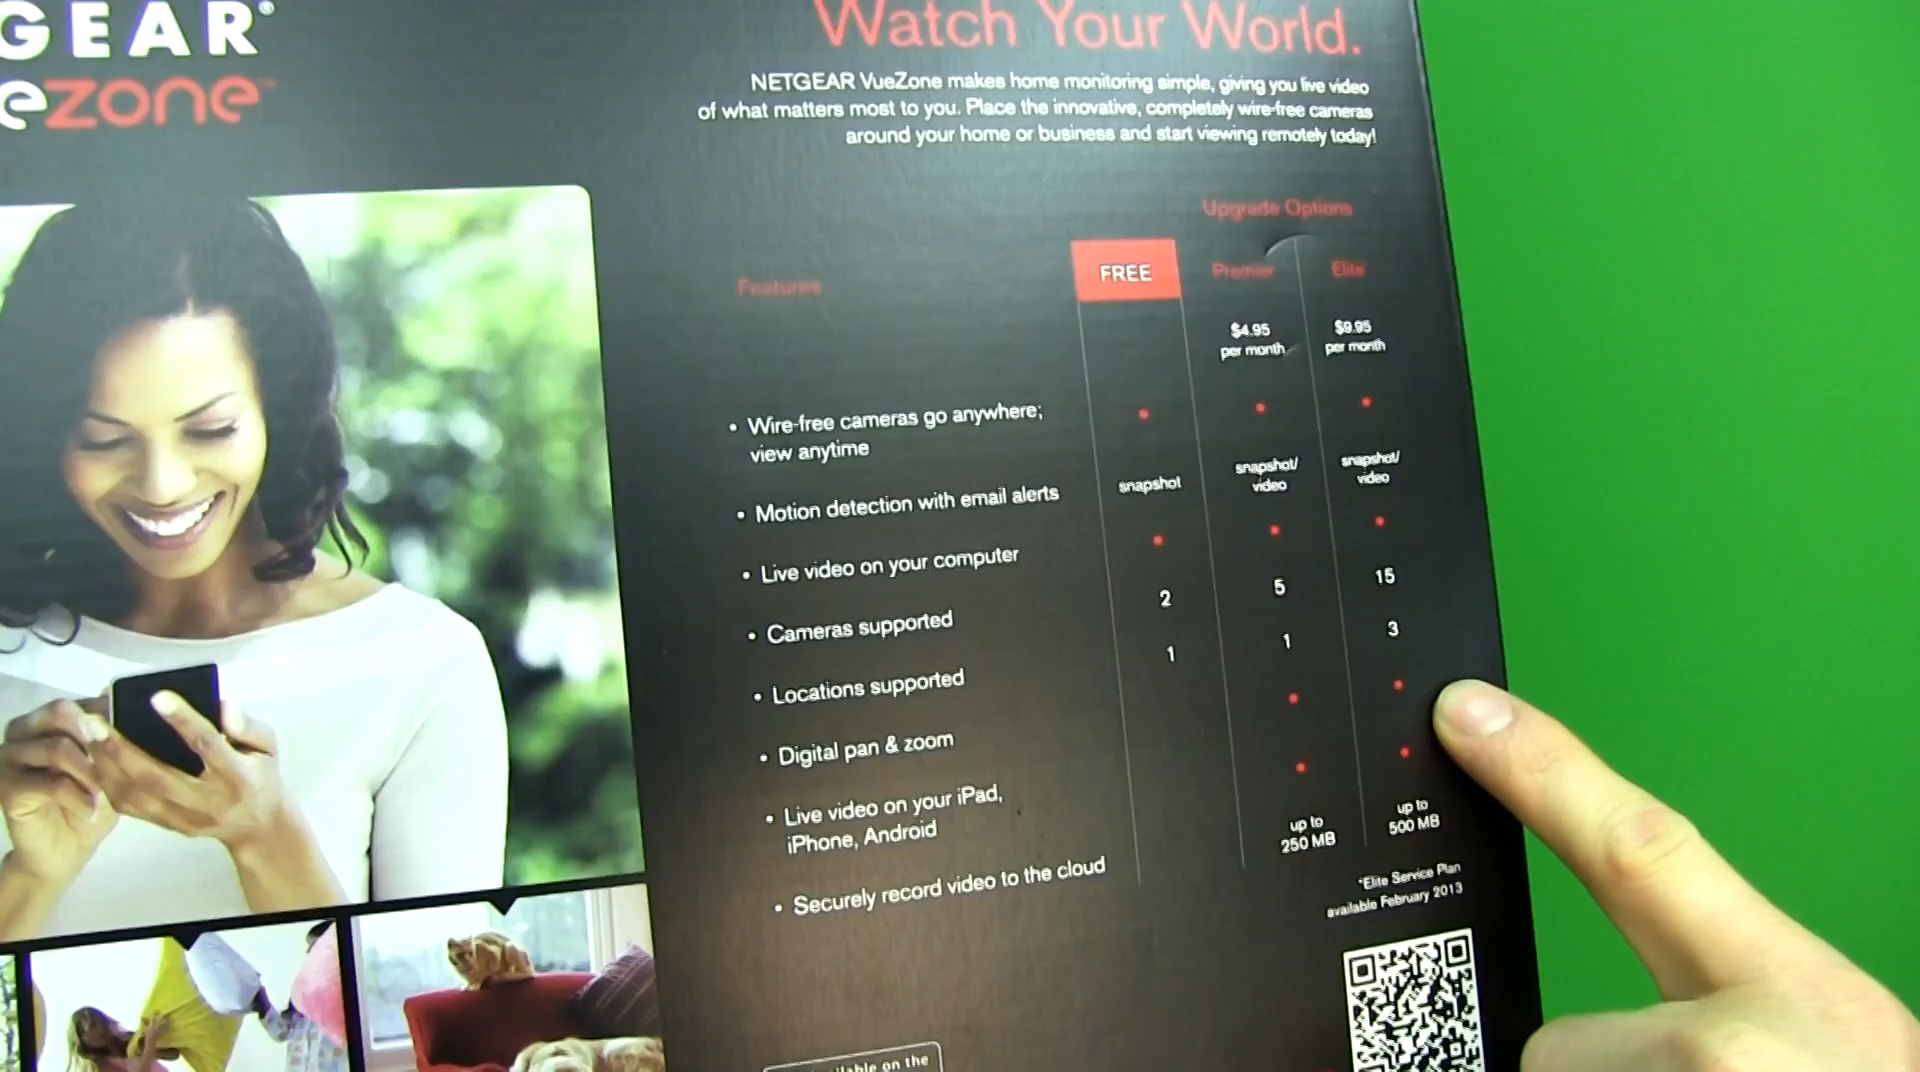 GEAR®
ezone™
Watch Your World.
NETGEAR VueZone makes home monitoring simple, giving you live video
of what matters most to you. Place the innovative, completely wire-free cameras
around your home or business and start viewing remotely today!
Upgrade Options
Features FREE Premier Elite*
$4.95 $9.95
per month per month
• Wire-free cameras go anywhere; • • •
view anytime
• Motion detection with email alerts snapshot snapshot/ snapshot/
video video
• Live video on your computer • • •
• Cameras supported 2 5 15
• Locations supported 1 1 3
• Digital pan & zoom • •
• Live video on your iPad, • •
iPhone, Android
• Securely record video to the cloud up to up to
250 MB 500 MB
*Elite Service Plan
available February 2013
on the